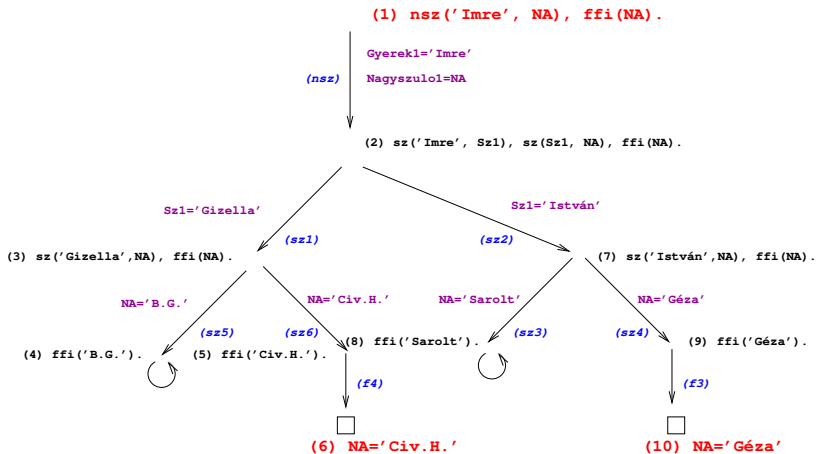 (1) nsz('Imre', NA), ffi(NA).
Gyerek1='Imre'
(nsz)
Nagyszulo1=NA
(2) sz('Imre', Sz1), sz(Sz1, NA), ffi(NA).
Sz1='Gizella'
Sz1='István'
(sz1)
(sz2)
(3) sz('Gizella',NA), ffi(NA).
(7) sz('István',NA), ffi(NA).
NA='B.G.'
NA='Civ.H.'
NA='Sarolt'
NA='Géza'
(sz5)
(sz6)
(sz3)
(sz4)
(4) ffi('B.G.').
(5) ffi('Civ.H.').
(8) ffi('Sarolt').
(9) ffi('Géza').
(f4)
(f3)
(6) NA='Civ.H.'
(10) NA='Géza'